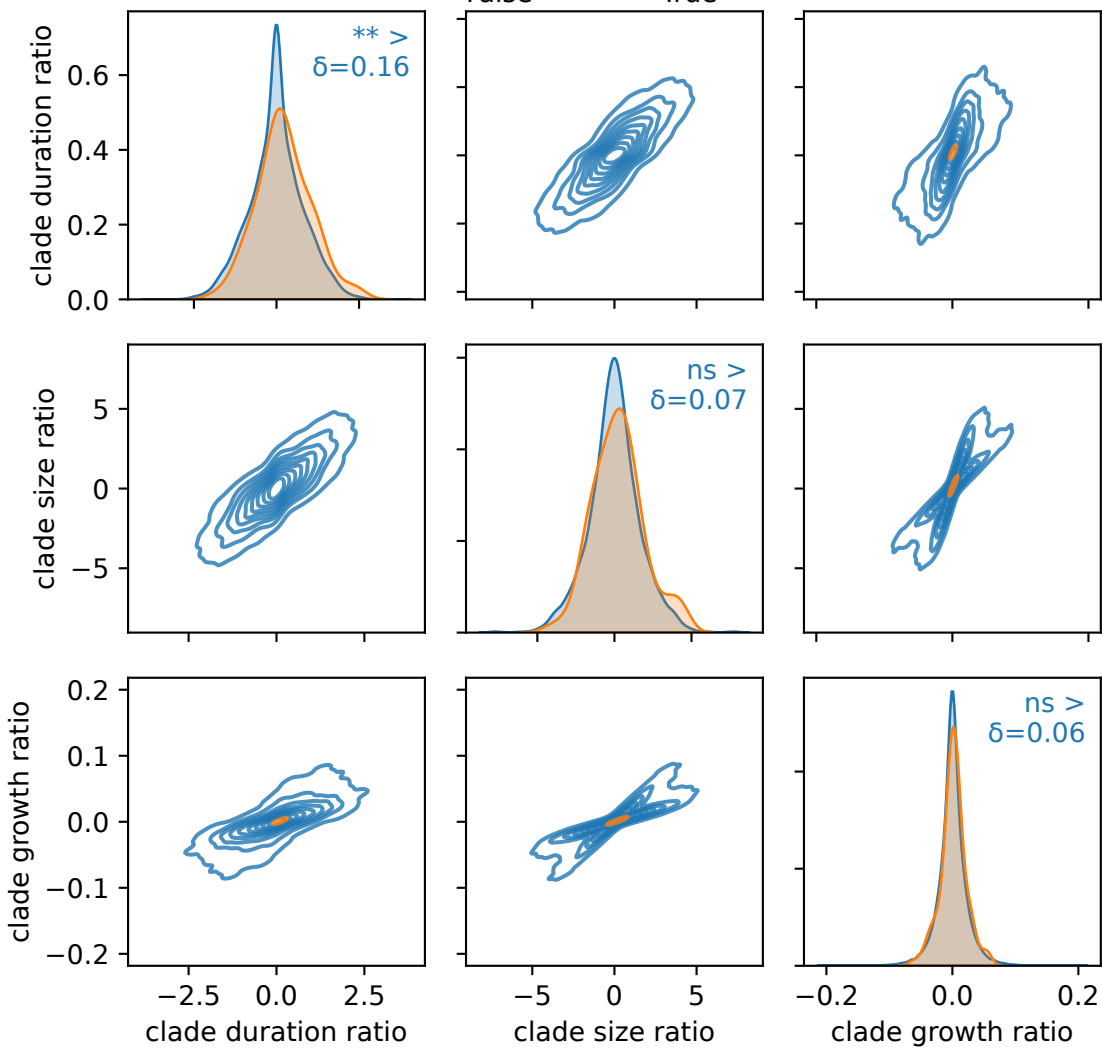 ** >
δ=0.16
clade duration ratio
0.6
0.4
0.2
0.0
ns >
δ=0.07
clade size ratio
5
0
−5
ns >
δ=0.06
clade growth ratio
0.2
0.1
0.0
−0.1
−0.2
−2.5 0.0 2.5
−5 0 5
−0.2 0.0 0.2
clade duration ratio
clade size ratio
clade growth ratio